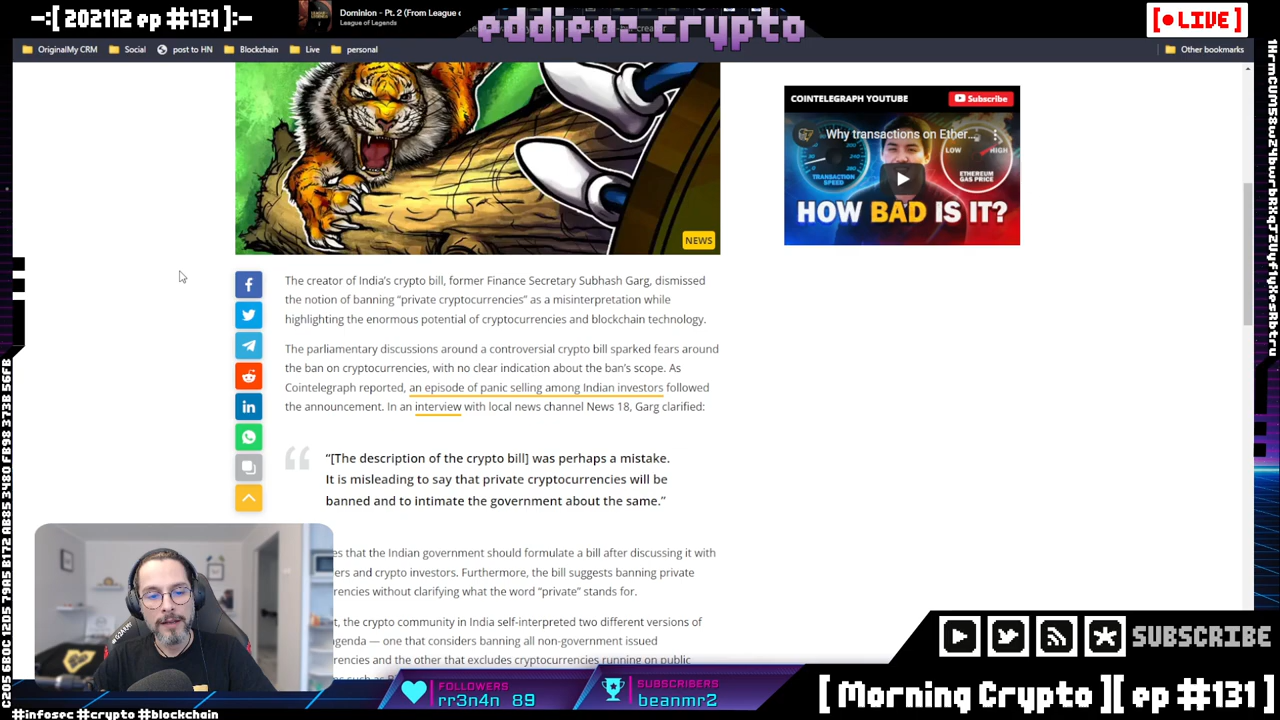 -:[ 202112 ep #131 ]:-
Dominion - Pt. 2 (From League o
League of Legends
eddieoz.crypto
[• LIVE ]
OriginalMy CRM
Social
post to HN
Blockchain
Live
personal
Other bookmarks
COINTELEGRAPH YOUTUBE
Subscribe
Why transactions on Ether...
TRANSACTION SPEED
LOW
HIGH
ETHEREUM GAS PRICE
HOW BAD IS IT?
NEWS
The creator of India's crypto bill, former Finance Secretary Subhash Garg, dismissed
the notion of banning “private cryptocurrencies” as a misinterpretation while
highlighting the enormous potential of cryptocurrencies and blockchain technology.
The parliamentary discussions around a controversial crypto bill sparked fears around
the ban on cryptocurrencies, with no clear indication about the ban's scope. As
Cointelegraph reported, an episode of panic selling among Indian investors followed
the announcement. In an interview with local news channel News 18, Garg clarified:
“[The description of the crypto bill] was perhaps a mistake.
It is misleading to say that private cryptocurrencies will be
banned and to intimate the government about the same.”
es that the Indian government should formulate a bill after discussing it with
ers and crypto investors. Furthermore, the bill suggests banning private
rencies without clarifying what the word “private” stands for.
t, the crypto community in India self-interpreted two different versions of
genda — one that considers banning all non-government issued
rencies and the other that excludes cryptocurrencies running on public
SUBSCRIBE
FOLLOWERS
rr3n4n 89
SUBSCRIBERS
beanmr2
[ Morning Crypto ][ ep #131 ]
#infosec #crypto #blockchain